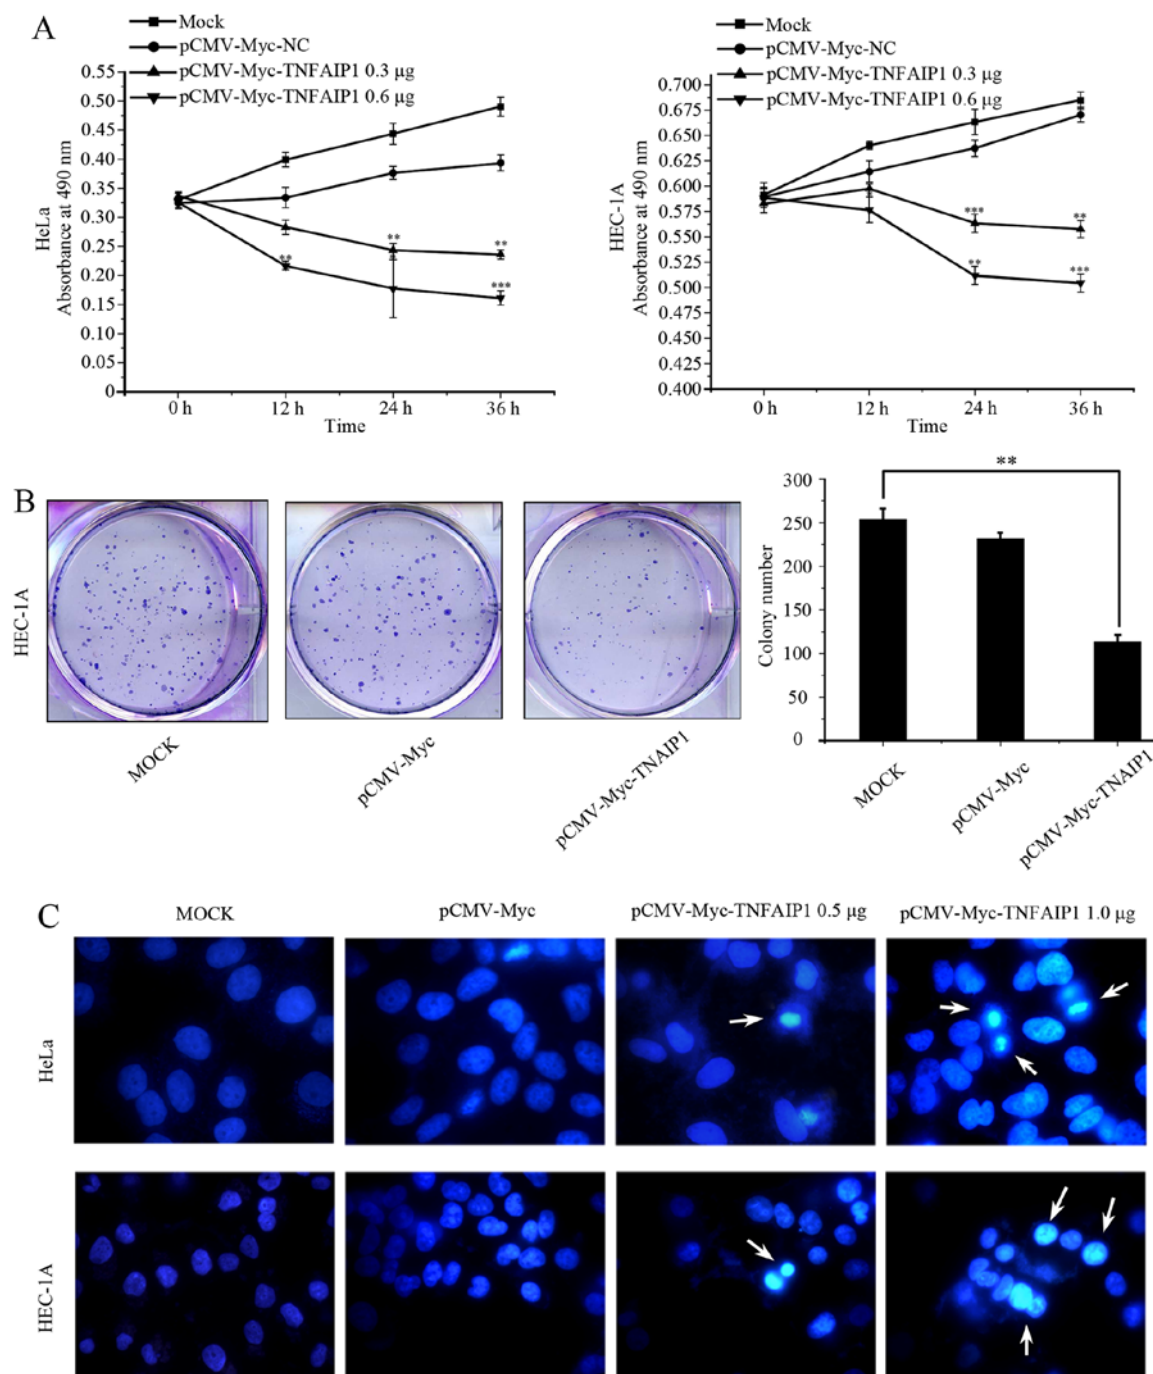 A
Mock
pCMV-Myc-NC
pCMV-Myc-TNFAIP1 0.3 μg
pCMV-Myc-TNFAIP1 0.6 μg
HeLa
Absorbance at 490 nm
0.55
0.50
0.45
0.40
0.35
0.30
0.25
0.20
0.15
0.10
0.05
0
**
**
**
***
0 h
12 h
24 h
36 h
Time
Mock
pCMV-Myc-NC
pCMV-Myc-TNFAIP1 0.3 μg
pCMV-Myc-TNFAIP1 0.6 μg
HEC-1A
Absorbance at 490 nm
0.700
0.675
0.650
0.625
0.600
0.575
0.550
0.525
0.500
0.475
0.450
0.425
0.400
***
**
**
***
0 h
12 h
24 h
36 h
Time
B
HEC-1A
MOCK
pCMV-Myc
pCMV-Myc-TNAIP1
Colony number
300
250
200
150
100
50
0
**
MOCK
pCMV-Myc
pCMV-Myc-TNAIP1
C
MOCK
pCMV-Myc
pCMV-Myc-TNFAIP1 0.5 μg
pCMV-Myc-TNFAIP1 1.0 μg
HeLa
HEC-1A